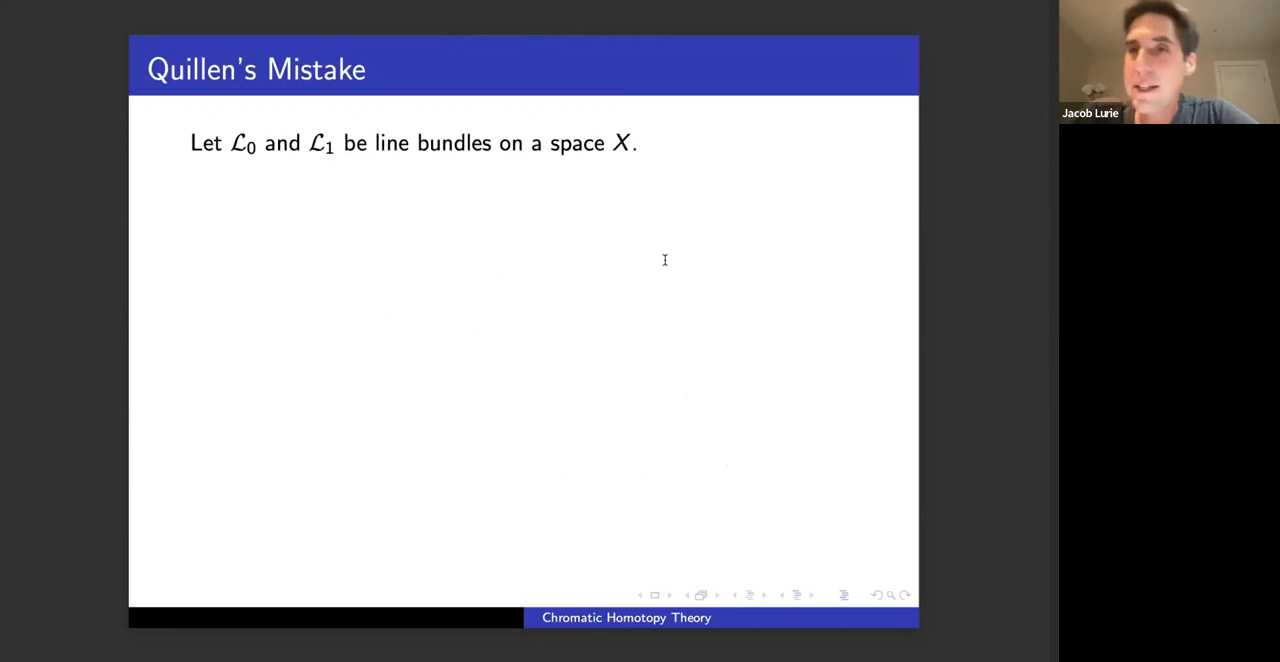 Quillen's Mistake
Let ℒ₀ and ℒ₁ be line bundles on a space X.
Chromatic Homotopy Theory
Jacob Lurie